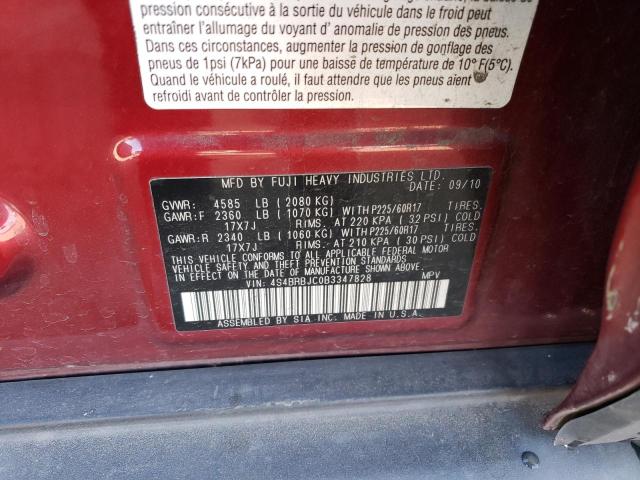 pression consécutive à la sortie du véhicule dans le froid peut
entraîner l'allumage du voyant d' anomalie de pression des pneus.
Dans ces circonstances, augmenter la pression de gonflage des
pneus de 1psi (7kPa) pour une baisse de température de 10°F(5°C).
Quand le véhicule a roulé, il faut attendre que les pneus aient
refroidi avant de contrôler la pression.
MFD BY FUJI HEAVY INDUSTRIES LTD.
DATE: 09/10
GVWR: 4585 LB (2080 KG)
GAWR:F 2360 LB (1070 KG) WITH P225/60R17 TIRES.
17X7J RIMS. AT 220 KPA ( 32 PSI) COLD
GAWR:R 2340 LB (1060 KG) WITH P225/60R17 TIRES.
17X7J RIMS. AT 210 KPA ( 30 PSI) COLD
THIS VEHICLE CONFORMS TO ALL APPLICABLE FEDERAL MOTOR
VEHICLE SAFETY AND THEFT PREVENTION STANDARDS
IN EFFECT ON THE DATE OF MANUFACTURE SHOWN ABOVE.
VIN: 4S4BRBJC0B3347828 MPV
ASSEMBLED BY SIA INC. MADE IN U.S.A.